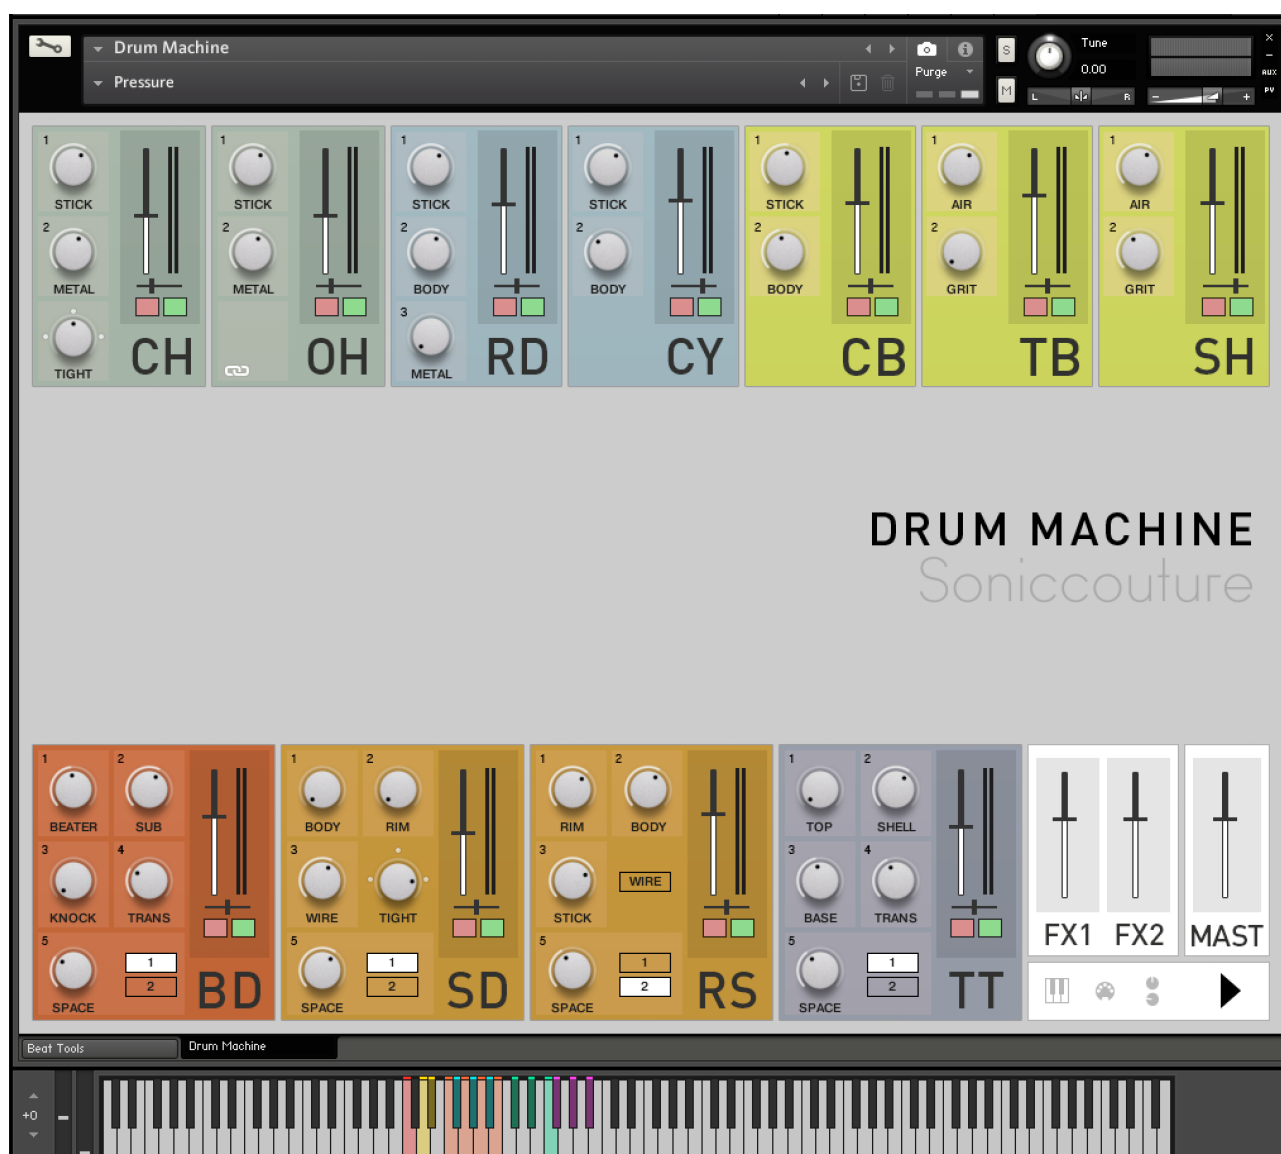 Drum Machine
Pressure
Purge
S
M
Tune
0.00
L R
- +
×
-
AUX
PV
1 STICK
2 METAL
TIGHT
CH
1 STICK
2 METAL
OH
1 STICK
2 BODY
3 METAL
RD
1 STICK
2 BODY
CY
1 STICK
2 BODY
CB
1 AIR
2 GRIT
TB
1 AIR
2 GRIT
SH
DRUM MACHINE
Soniccouture
1 BEATER
2 SUB
3 KNOCK
4 TRANS
5 SPACE
1
2
BD
1 BODY
2 RIM
3 WIRE
TIGHT
5 SPACE
1
2
SD
1 RIM
2 BODY
3 STICK
WIRE
5 SPACE
1
2
RS
1 TOP
2 SHELL
3 BASE
4 TRANS
5 SPACE
1
2
TT
FX1 FX2 MAST
Beat Tools Drum Machine
+0